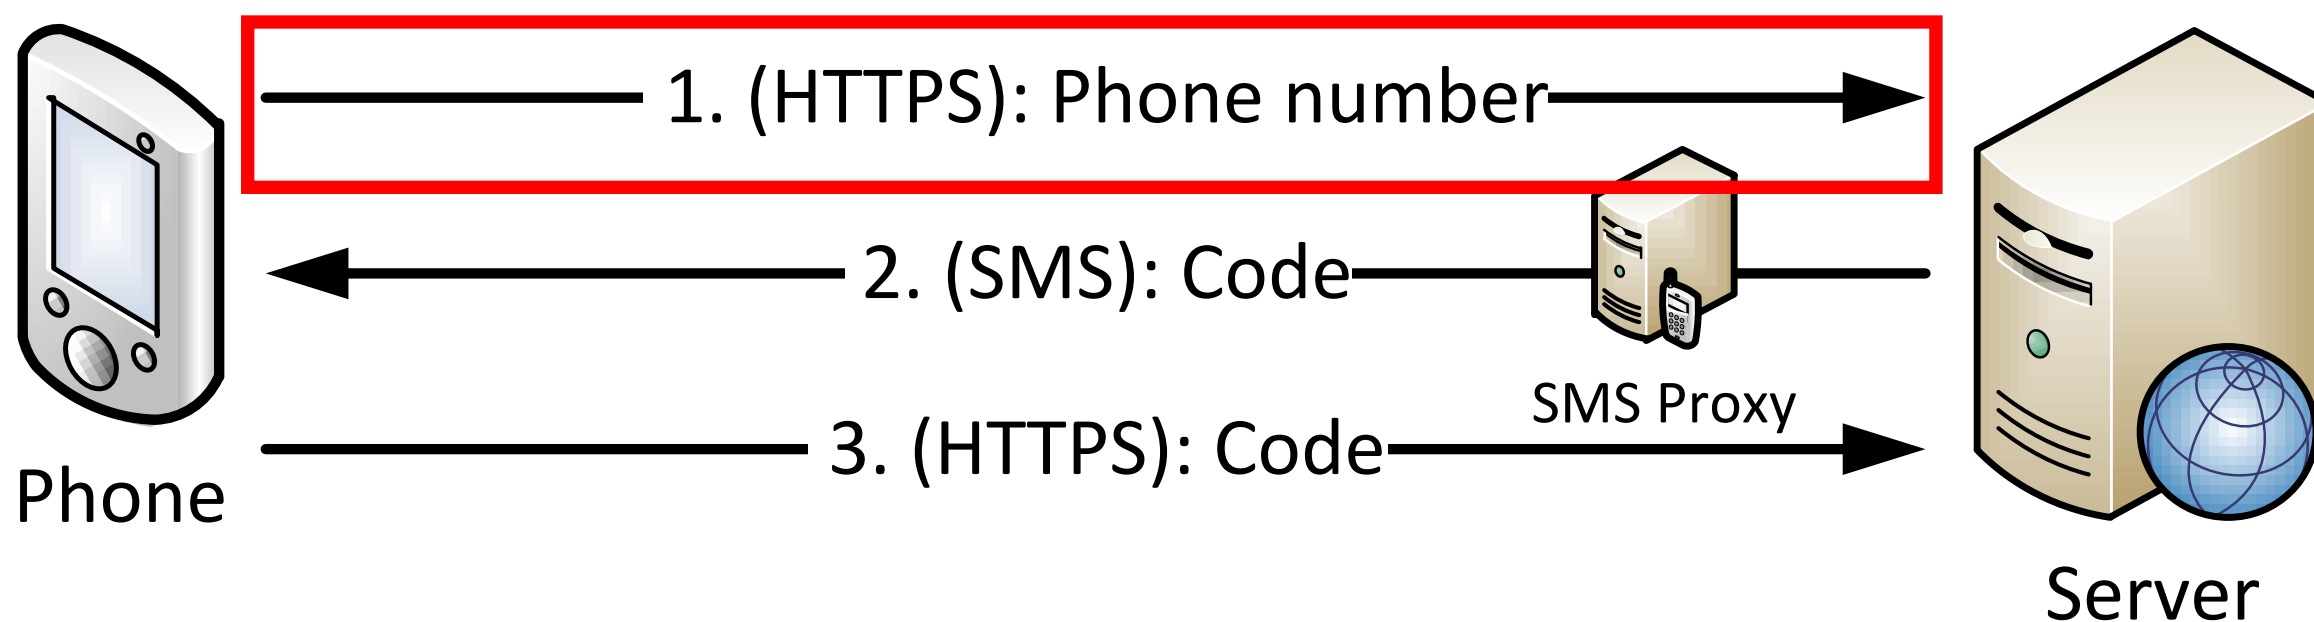 1. (HTTPS): Phone number
2. (SMS): Code
SMS Proxy
3. (HTTPS): Code
Phone
Server